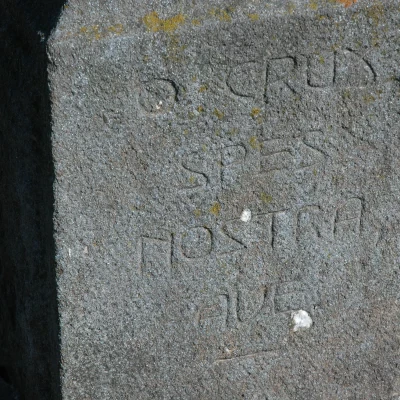 O CRUX
SPES
NOSTRA
AVE